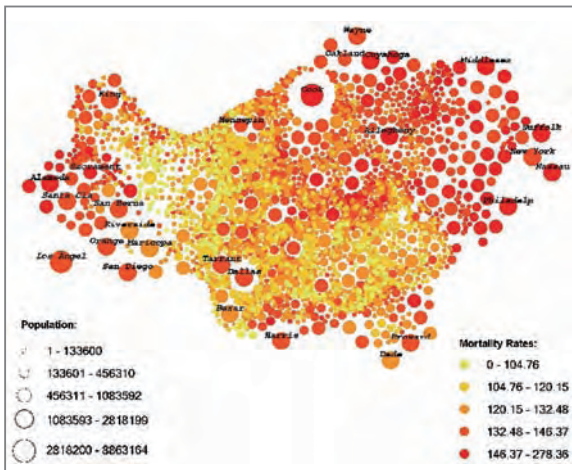 Wayne
Oakland
Cuyahoga
Middlesex
King
Cook
Hennepin
Allegheny
Suffolk
New York
Nassau
Sacrament
Alameda
Santa Cla
San Berna
Philadelp
Riverside
Orange
Maricopa
Los Angel
San Diego
Tarrant
Dallas
Bexar
Harris
Broward
Dade
Population:
1 - 133600
133601 - 456310
456311 - 1083592
1083593 - 2818199
2818200 - 8863164
Mortality Rates:
0 - 104.76
104.76 - 120.15
120.15 - 132.48
132.48 - 146.37
146.37 - 278.36